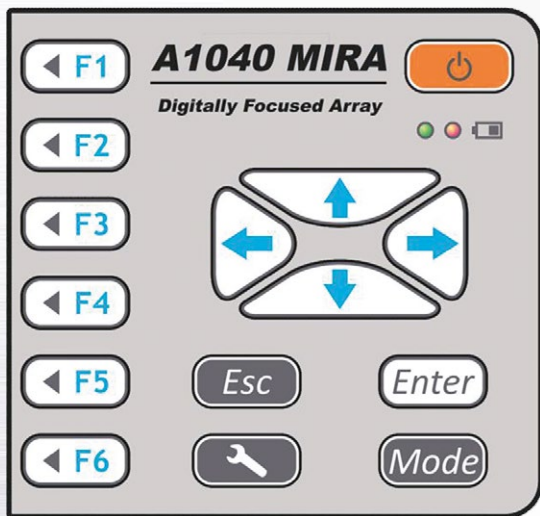 F1
A1040 MIRA
Digitally Focused Array
F2
F3
F4
F5
Esc
Enter
F6
Mode